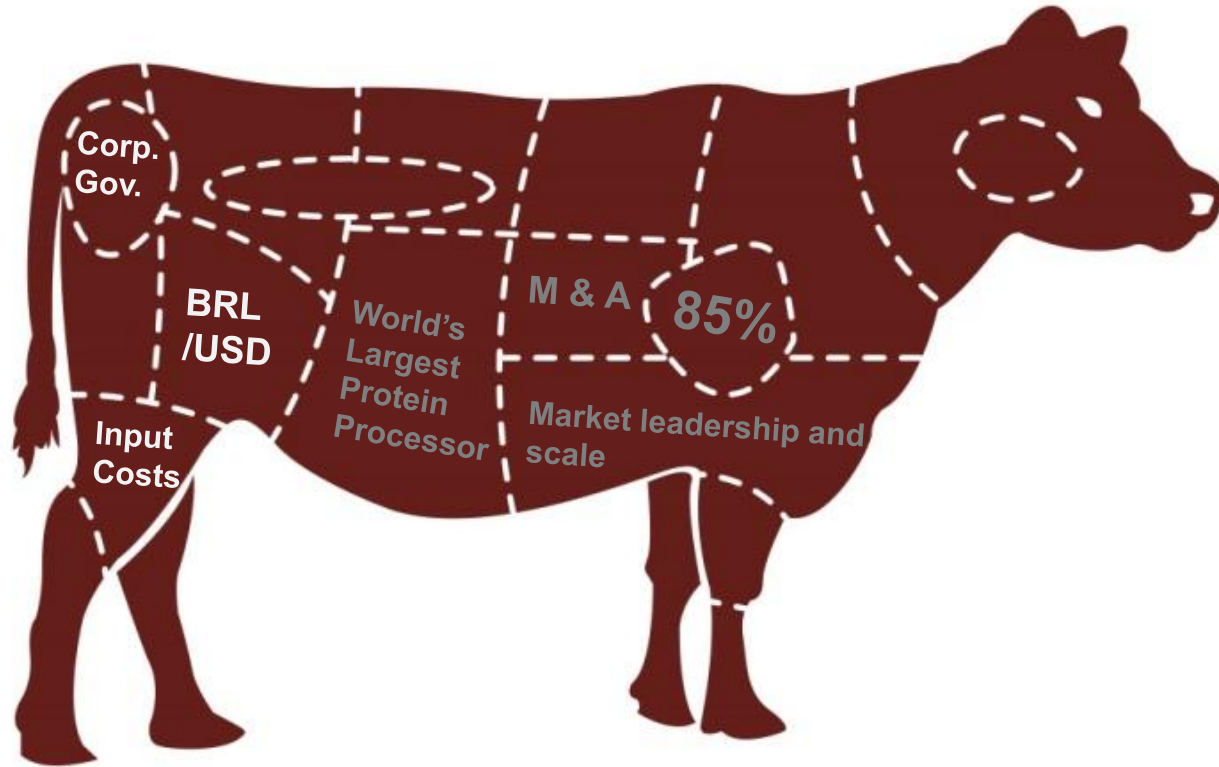 Corp.
Gov.
BRL
/USD
Input
Costs
World's
Largest
Protein
Processor
M & A
85%
Market leadership and
scale